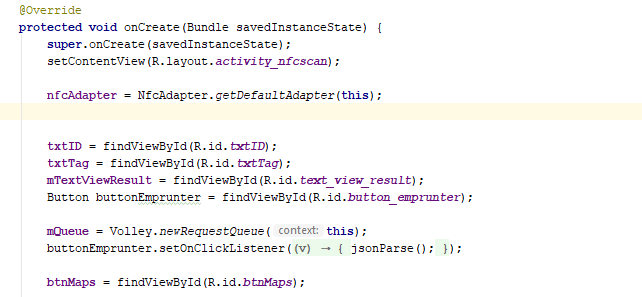 @Override
protected void onCreate(Bundle savedInstanceState) {
super.onCreate(savedInstanceState);
setContentView(R.layout.activity_nfcscan);
nfcAdapter = NfcAdapter.getDefaultAdapter(this);
txtID = findViewById(R.id.txtID);
txtTag = findViewById(R.id.txtTag);
mTextViewResult = findViewById(R.id.text_view_result);
Button buttonEmprunter = findViewById(R.id.button_emprunter);
mQueue = Volley.newRequestQueue( context: this);
buttonEmprunter.setOnClickListener((v) → { jsonParse(); });
btnMaps = findViewById(R.id.btnMaps);